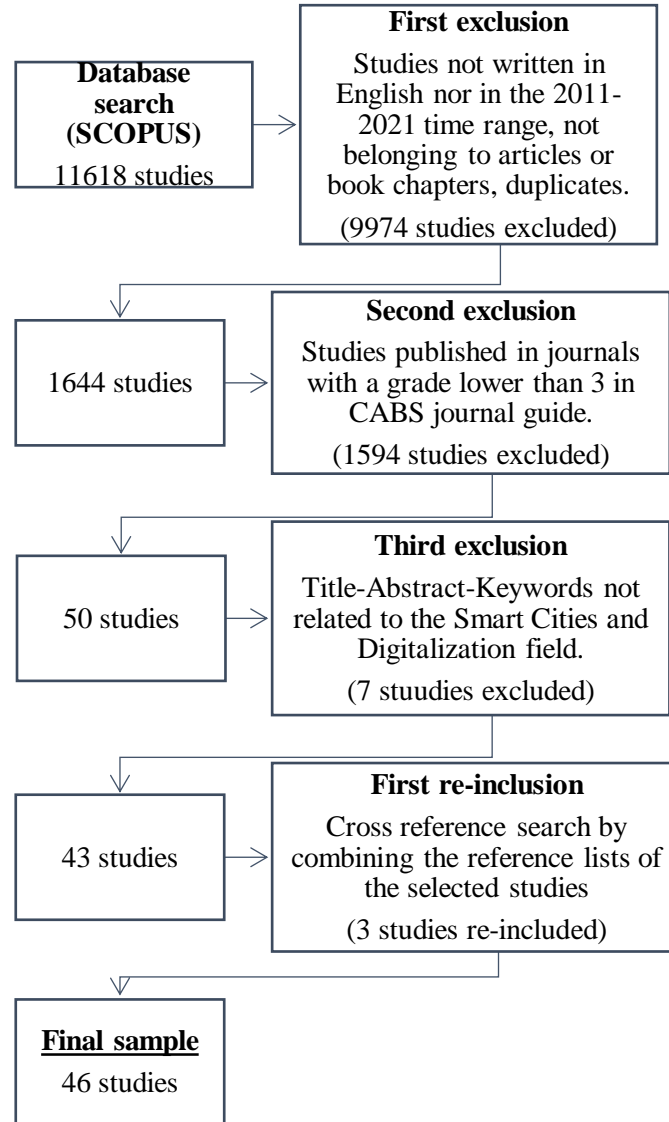 Database
search
(SCOPUS)
11618 studies
First exclusion
Studies not written in
English nor in the 2011-
2021 time range, not
belonging to articles or
book chapters, duplicates.
(9974 studies excluded)
1644 studies
Second exclusion
Studies published in journals
with a grade lower than 3 in
CABS journal guide.
(1594 studies excluded)
50 studies
Third exclusion
Title-Abstract-Keywords not
related to the Smart Cities and
Digitalization field.
(7 stuudies excluded)
43 studies
First re-inclusion
Cross reference search by
combining the reference lists of
the selected studies
(3 studies re-included)
Final sample
46 studies